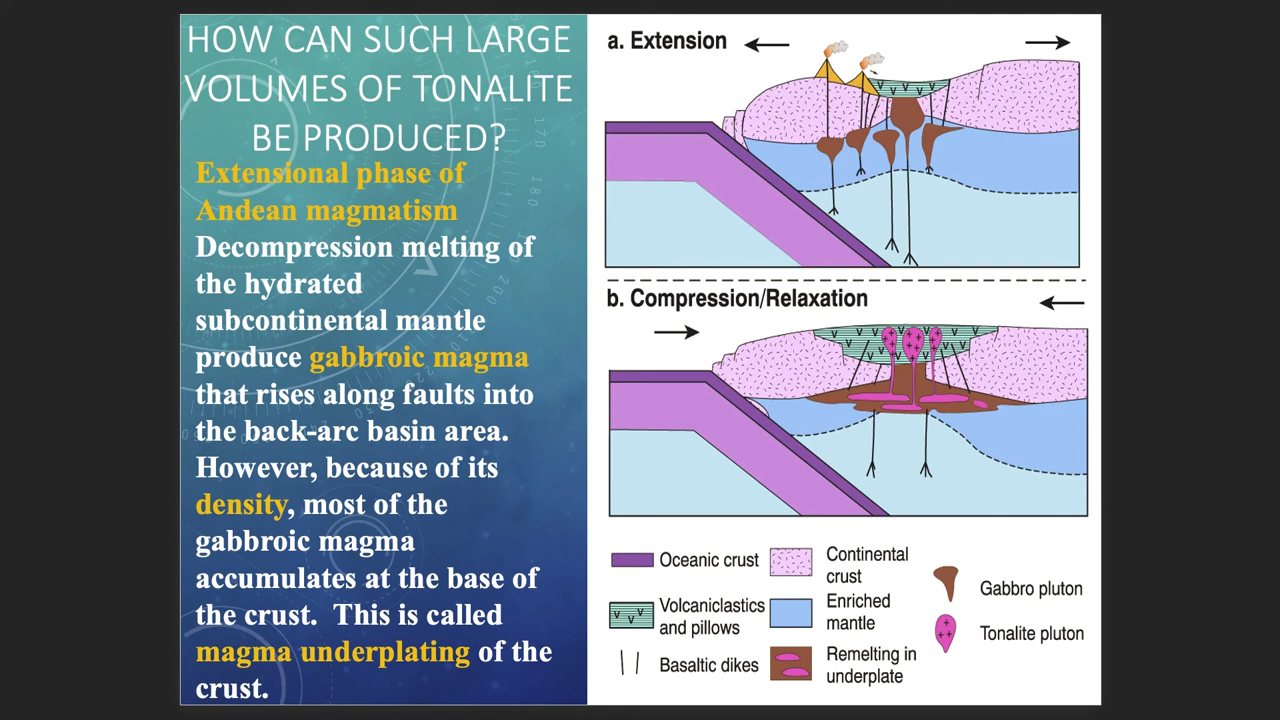 HOW CAN SUCH LARGE
VOLUMES OF TONALITE
BE PRODUCED?
Extensional phase of
Andean magmatism
Decompression melting of
the hydrated
subcontinental mantle
produce gabbroic magma
that rises along faults into
the back-arc basin area.
However, because of its
density, most of the
gabbroic magma
accumulates at the base of
the crust.  This is called
magma underplating of the
crust.
a. Extension
b. Compression/Relaxation
Oceanic crust
Volcaniclastics
and pillows
Basaltic dikes
Continental
crust
Enriched
mantle
Remelting in
underplate
Gabbro pluton
Tonalite pluton